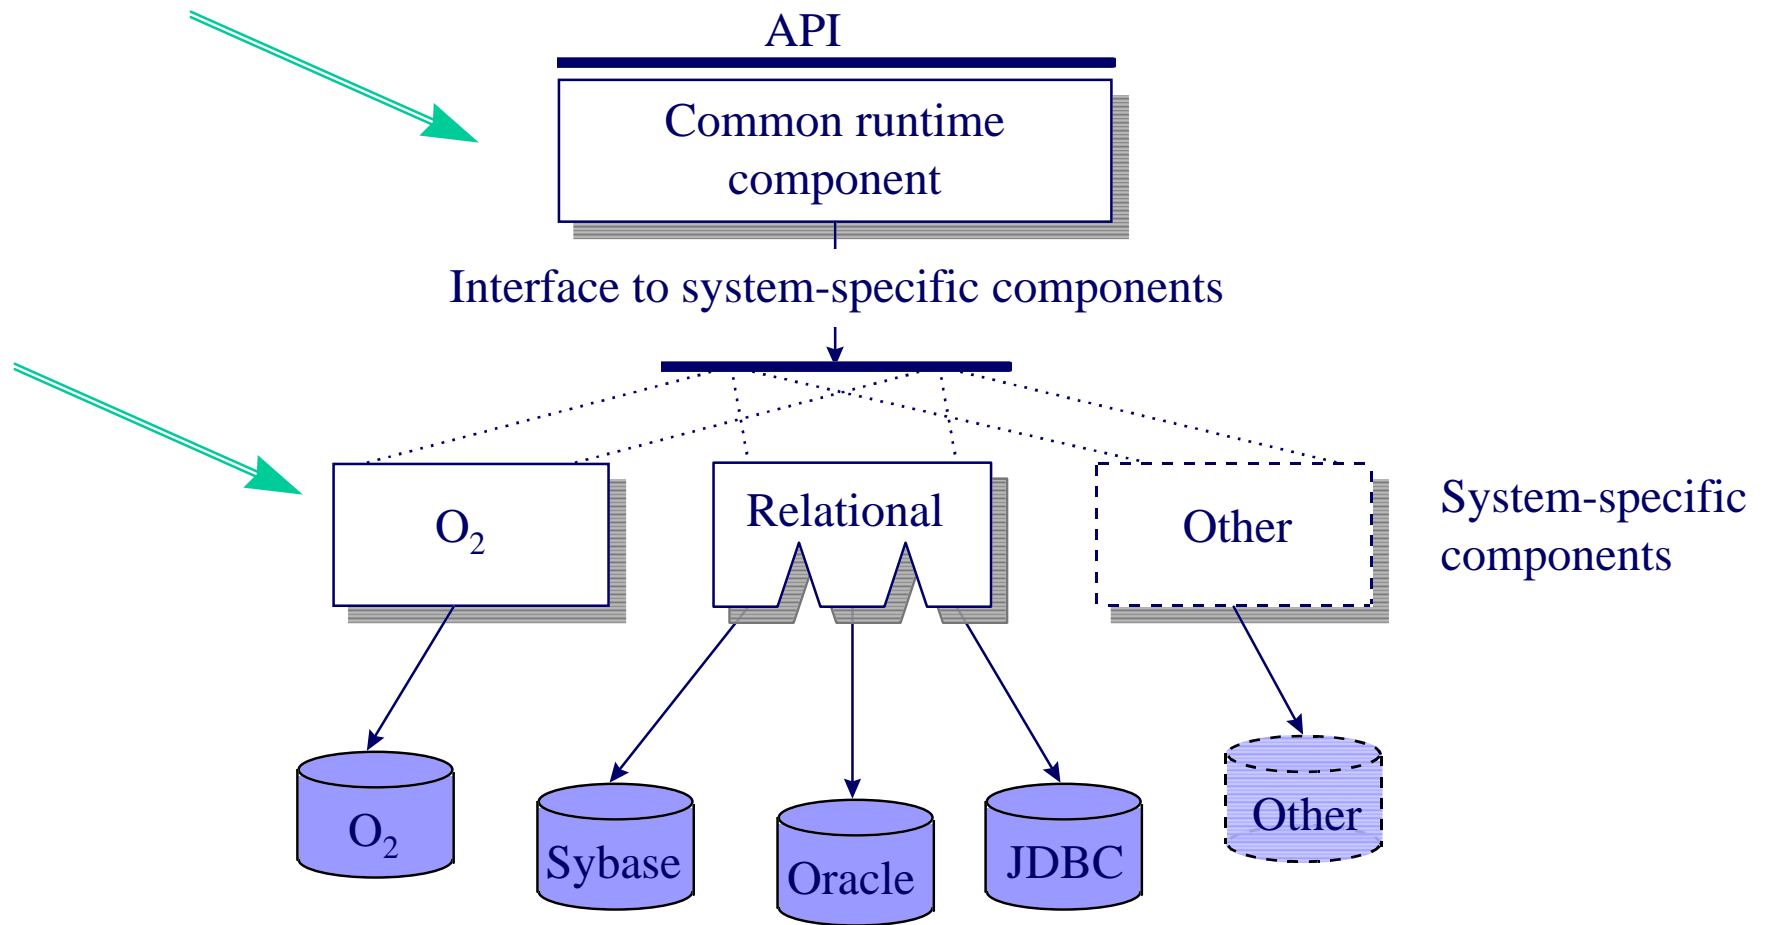 API
Common runtime
component
Interface to system-specific components
O₂
Relational
Other
System-specific
components
O₂
Sybase
Oracle
JDBC
Other